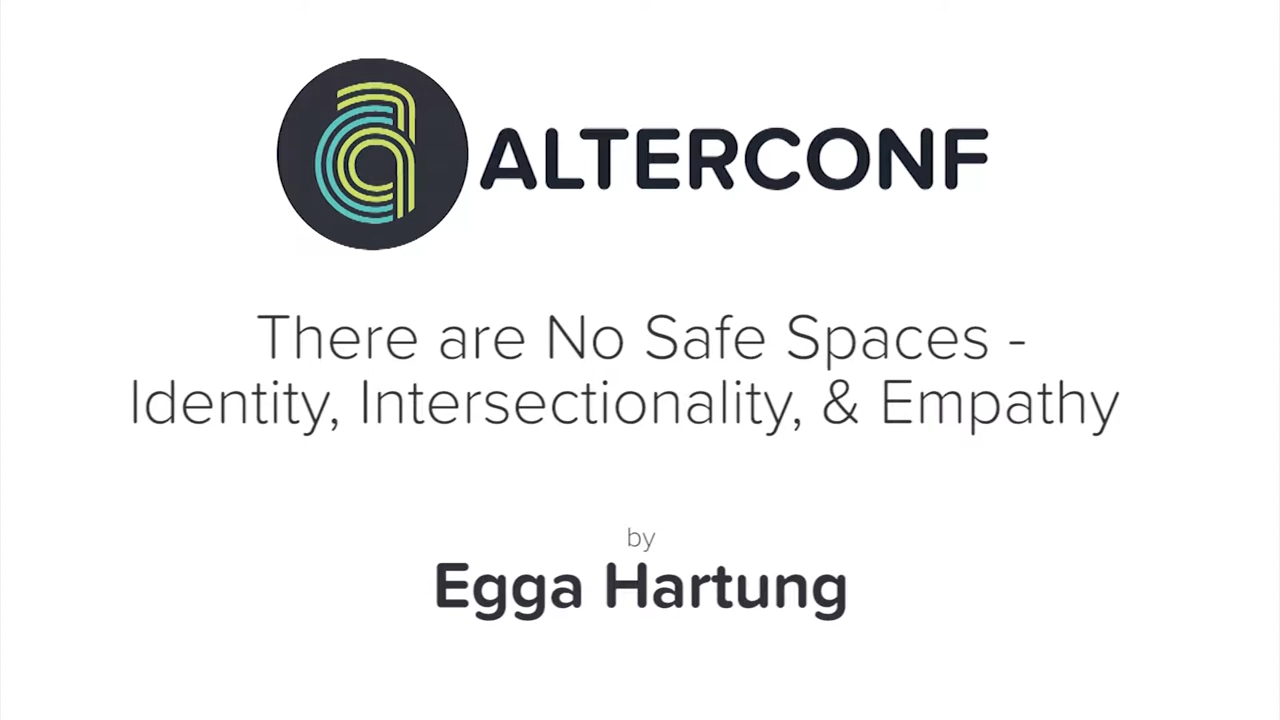 ALTERCONF
There are No Safe Spaces -
Identity, Intersectionality, & Empathy
by
Egga Hartung